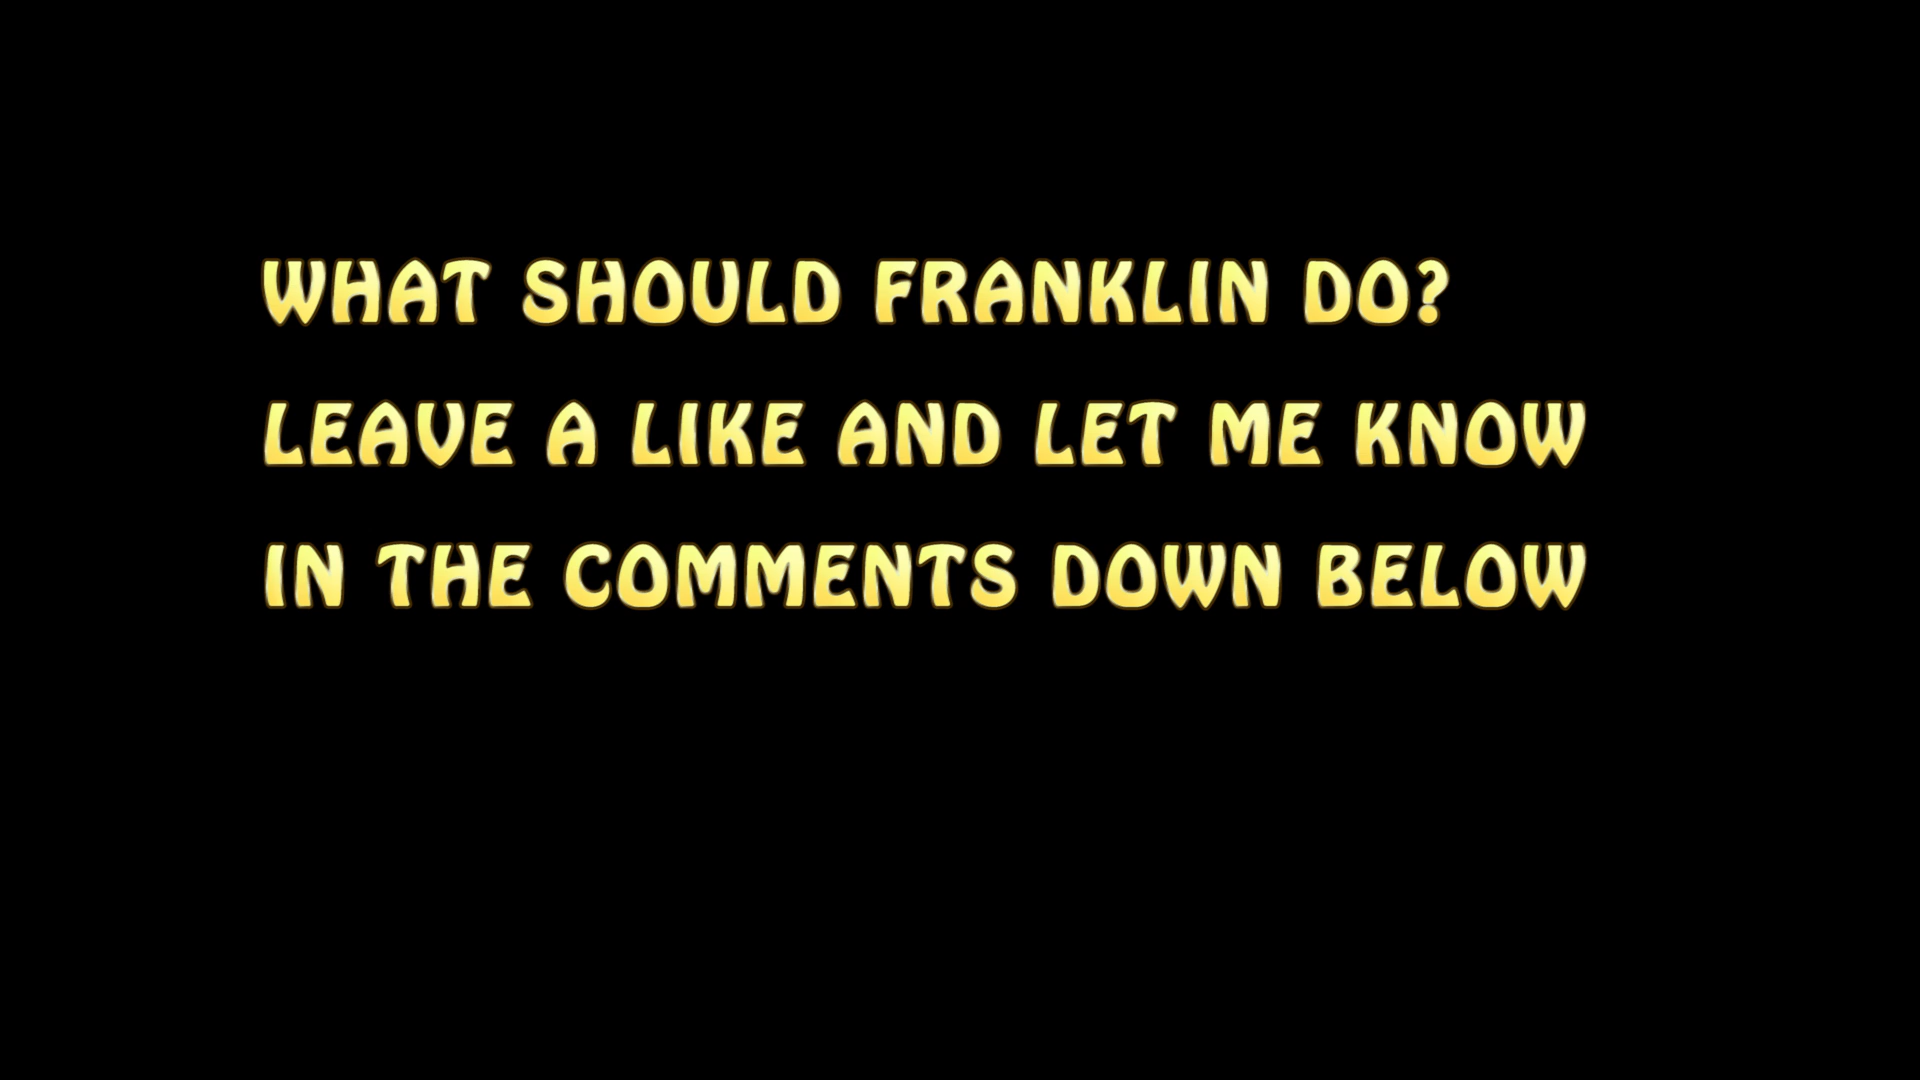 WHAT SHOULD FRANKLIN DO?
LEAVE A LIKE AND LET ME KNOW
IN THE COMMENTS DOWN BELOW